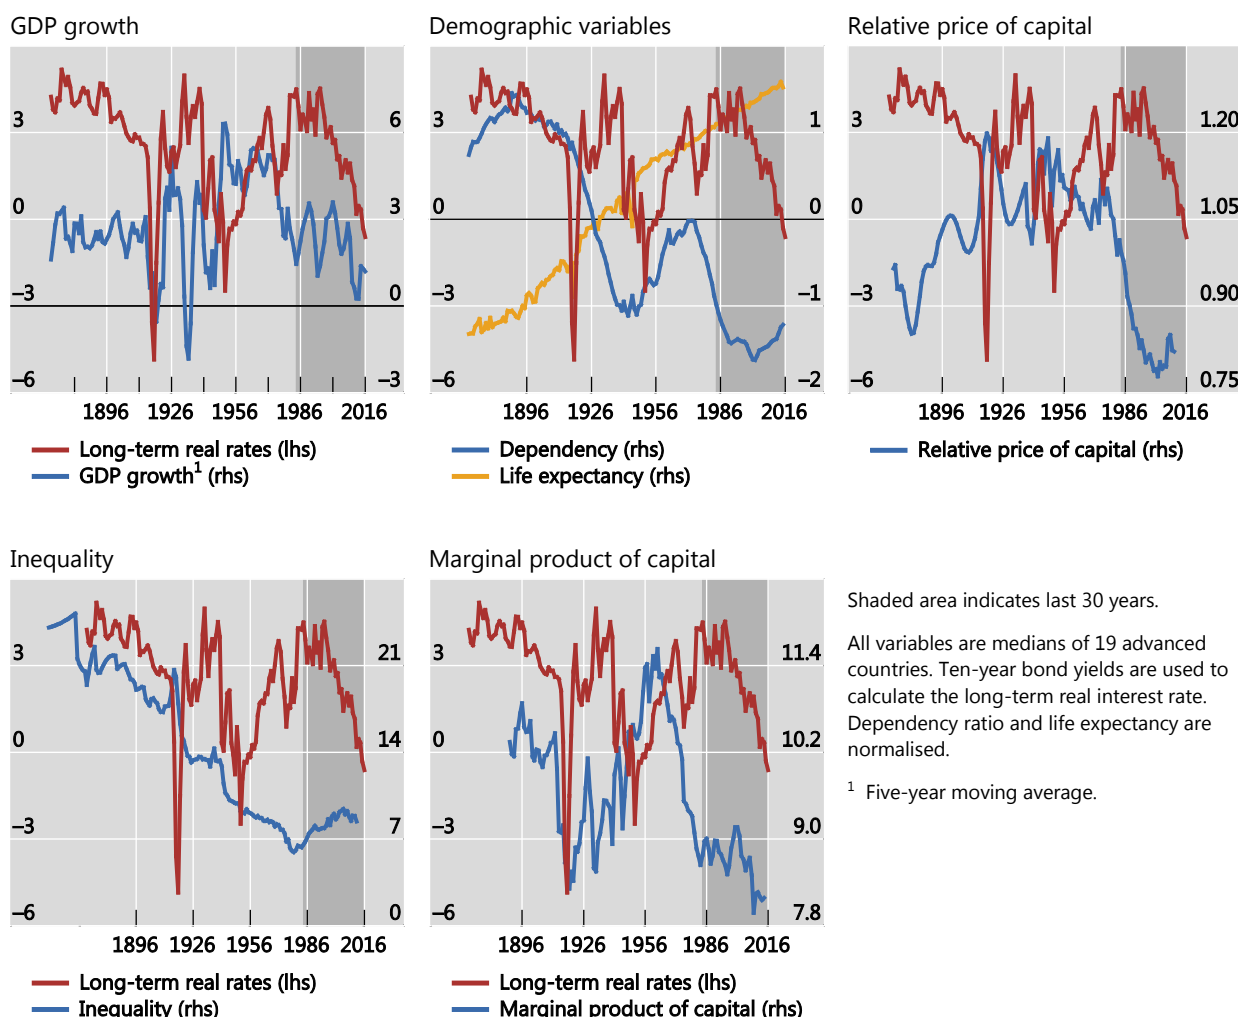 GDP growth
Demographic variables
Relative price of capital
3
0
−3
−6
6
3
0
−3
1896 1926 1956 1986 2016
Long-term real rates (lhs)
GDP growth1 (rhs)
3
0
−3
−6
1
0
−1
−2
1896 1926 1956 1986 2016
Dependency (rhs)
Life expectancy (rhs)
3
0
−3
−6
1.20
1.05
0.90
0.75
1896 1926 1956 1986 2016
Relative price of capital (rhs)
Inequality
Marginal product of capital
3
0
−3
−6
21
14
7
0
1896 1926 1956 1986 2016
Long-term real rates (lhs)
Inequality (rhs)
3
0
−3
−6
11.4
10.2
9.0
7.8
1896 1926 1956 1986 2016
Long-term real rates (lhs)
Marginal product of capital (rhs)
Shaded area indicates last 30 years.
All variables are medians of 19 advanced
countries. Ten-year bond yields are used to
calculate the long-term real interest rate.
Dependency ratio and life expectancy are
normalised.
1 Five-year moving average.